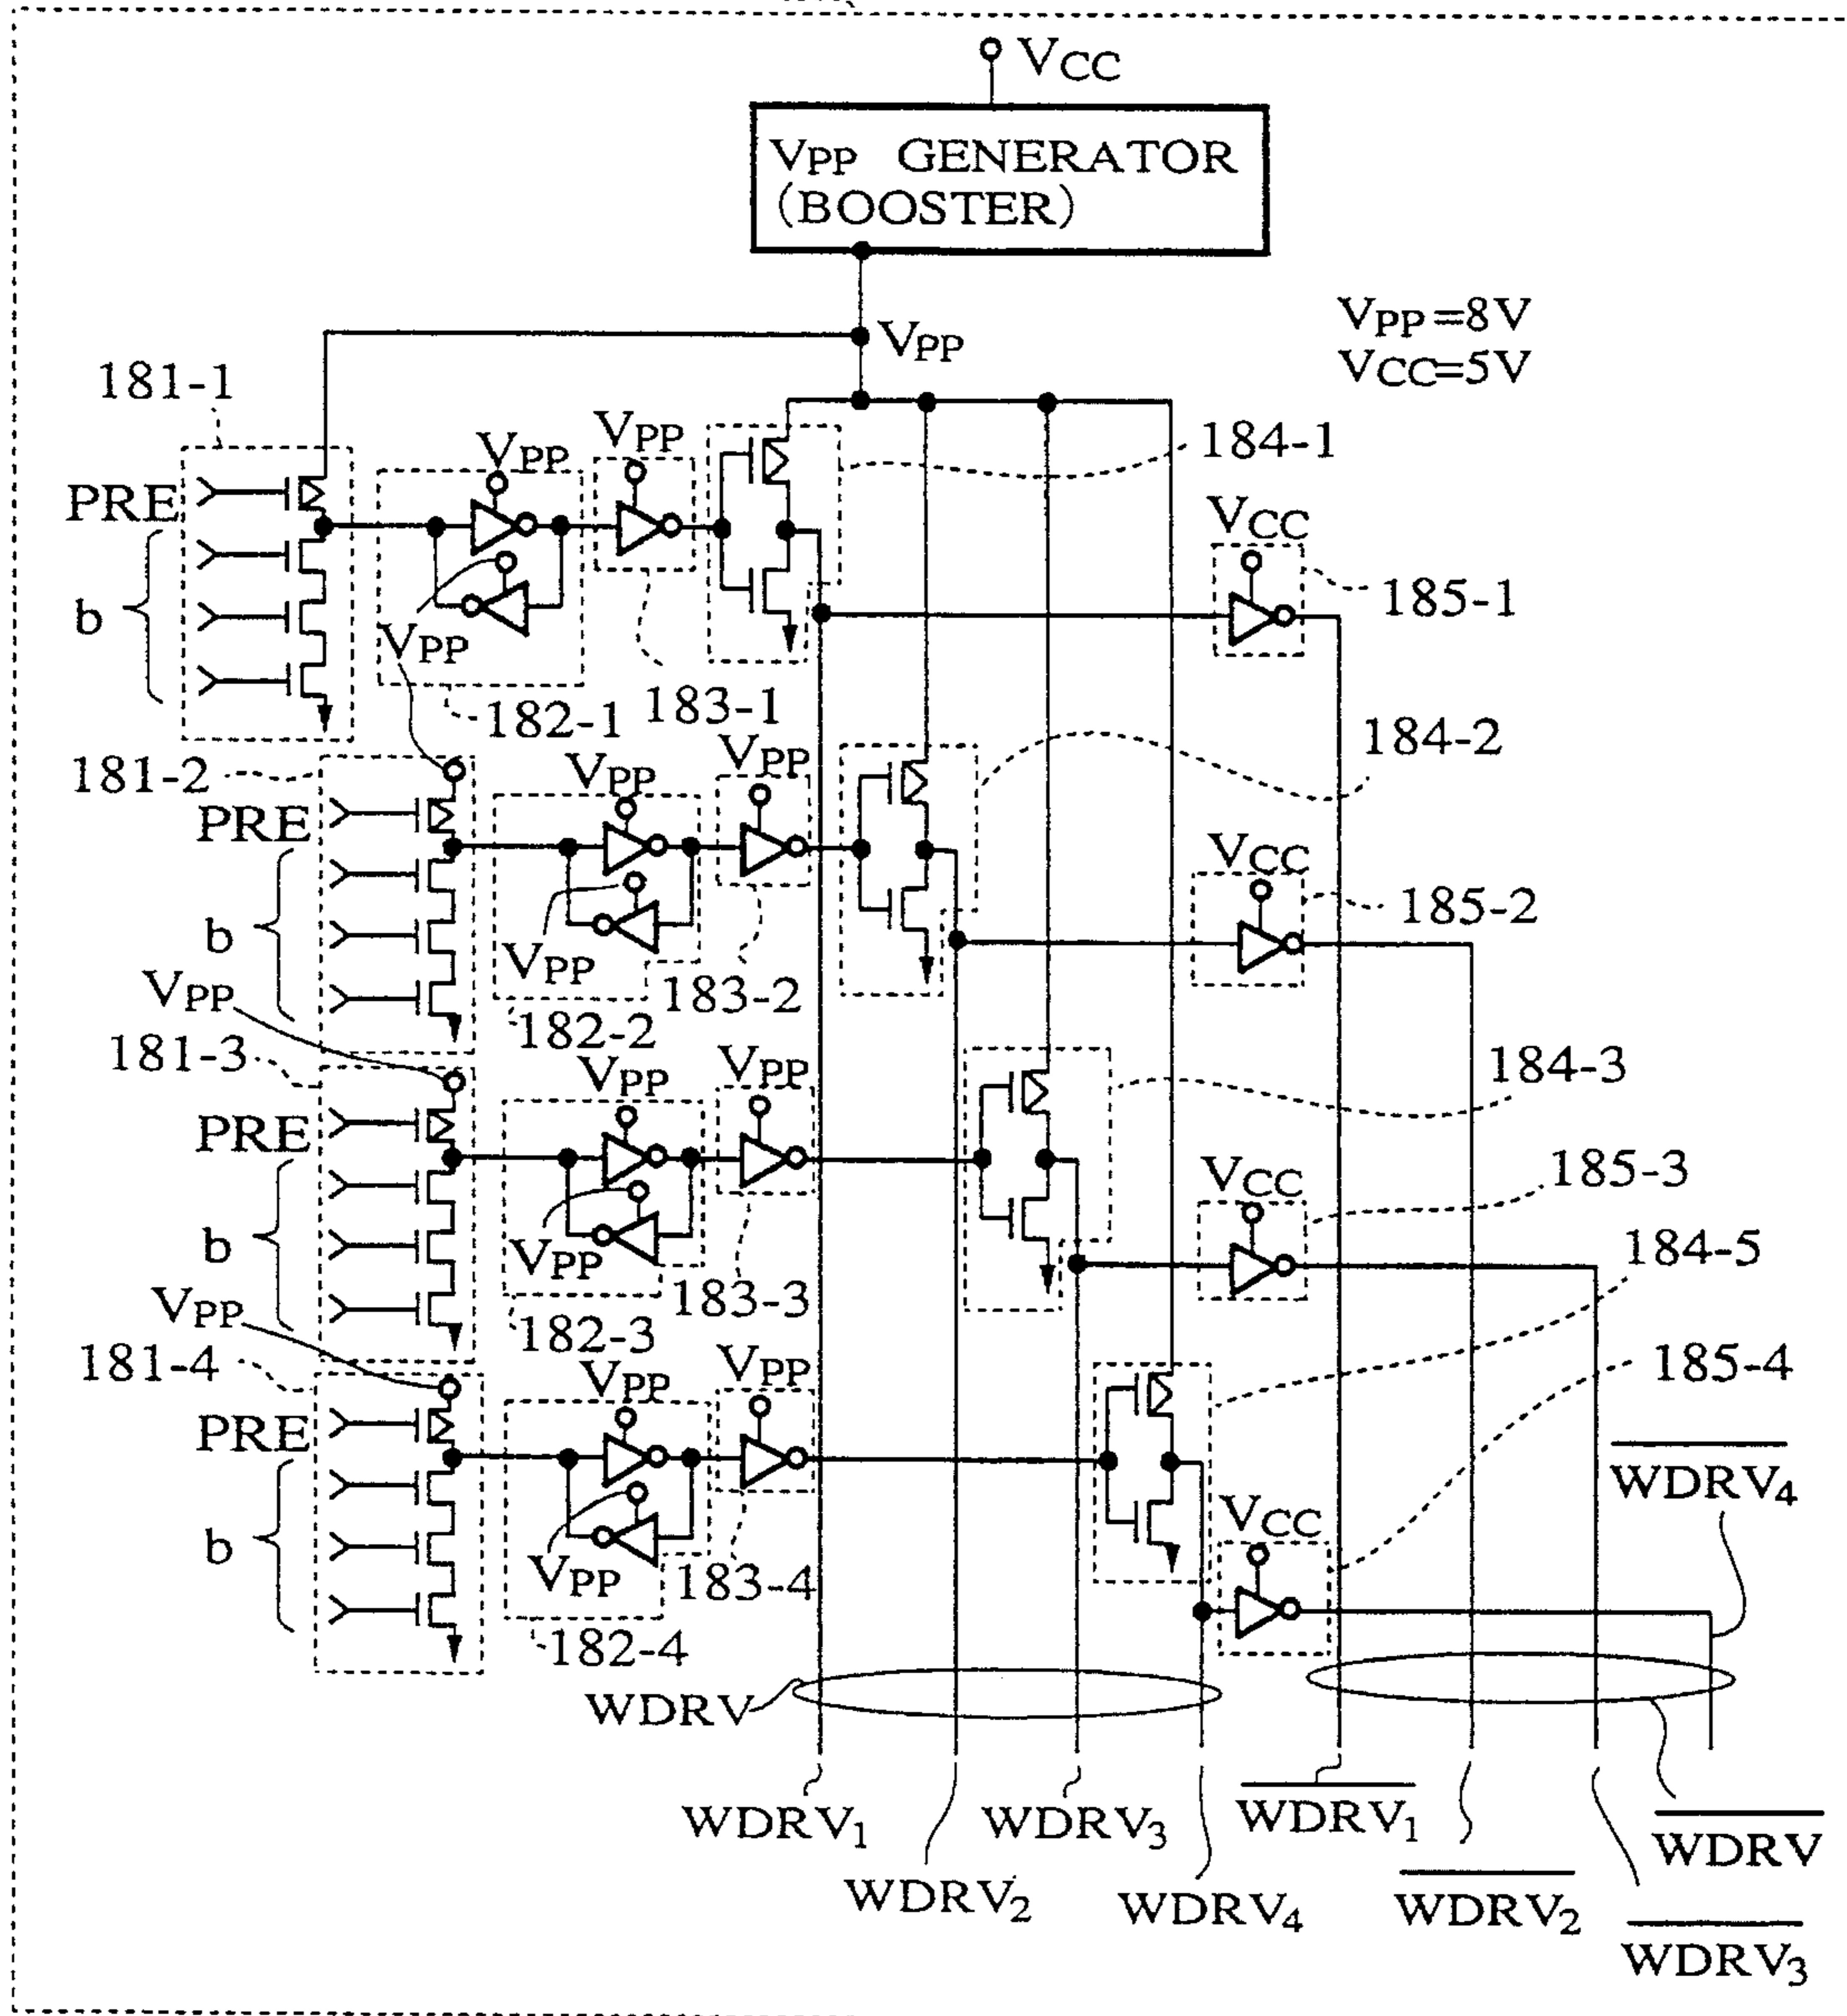 VCC
VPP GENERATOR
(BOOSTER)
VPP=8V
VCC=5V
VPP
181-1
VPP
VPP
184-1
PRE
b
VPP
VCC
185-1
182-1
183-1
184-2
181-2
VPP
VPP
PRE
b
VPP
VCC
185-2
VPP
182-2
183-2
181-3
VPP
VPP
184-3
PRE
b
VPP
VCC
185-3
184-5
VPP
182-3
183-3
181-4
VPP
VPP
185-4
PRE
b
VPP
VCC
WDRV4
183-4
182-4
WDRV
WDRV1
WDRV3
WDRV1
WDRV
WDRV2
WDRV4
WDRV2
WDRV3